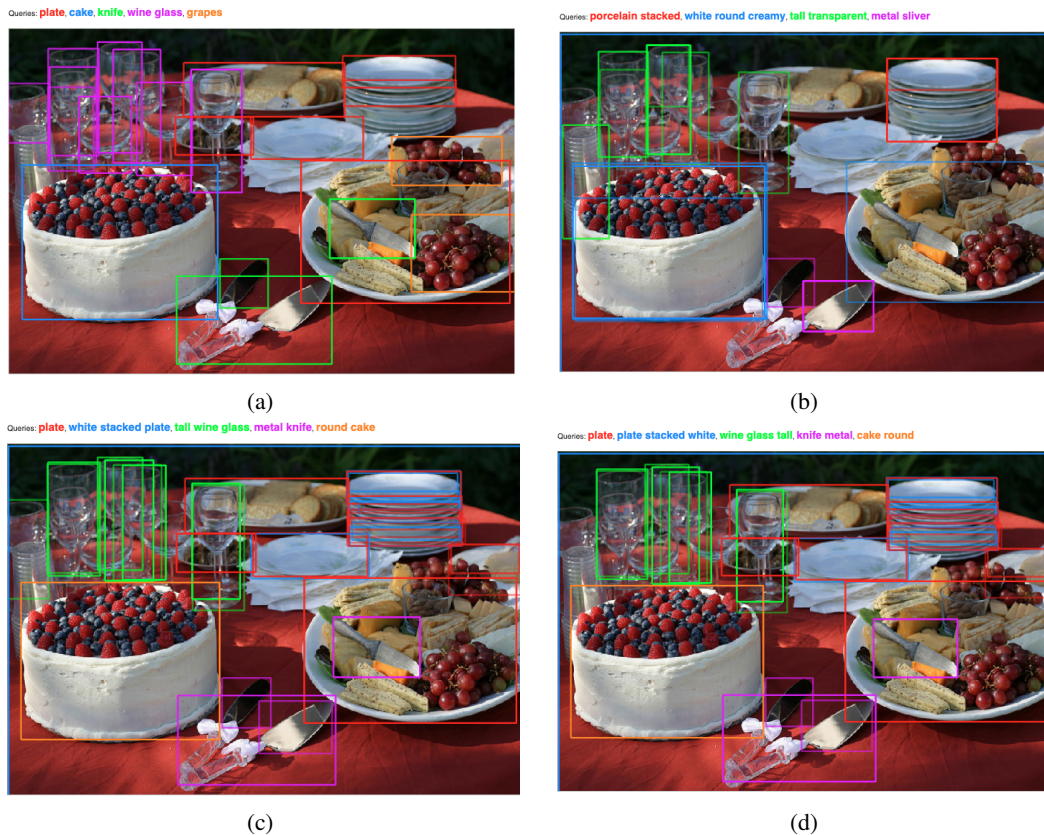 Queries: plate, cake, knife, wine glass, grapes
Queries: porcelain stacked, white round creamy, tall transparent, metal sliver
(a)
(b)
Queries: plate, white stacked plate, tall wine glass, metal knife, round cake
Queries: plate, plate stacked white, wine glass tall, knife metal, cake round
(c)
(d)